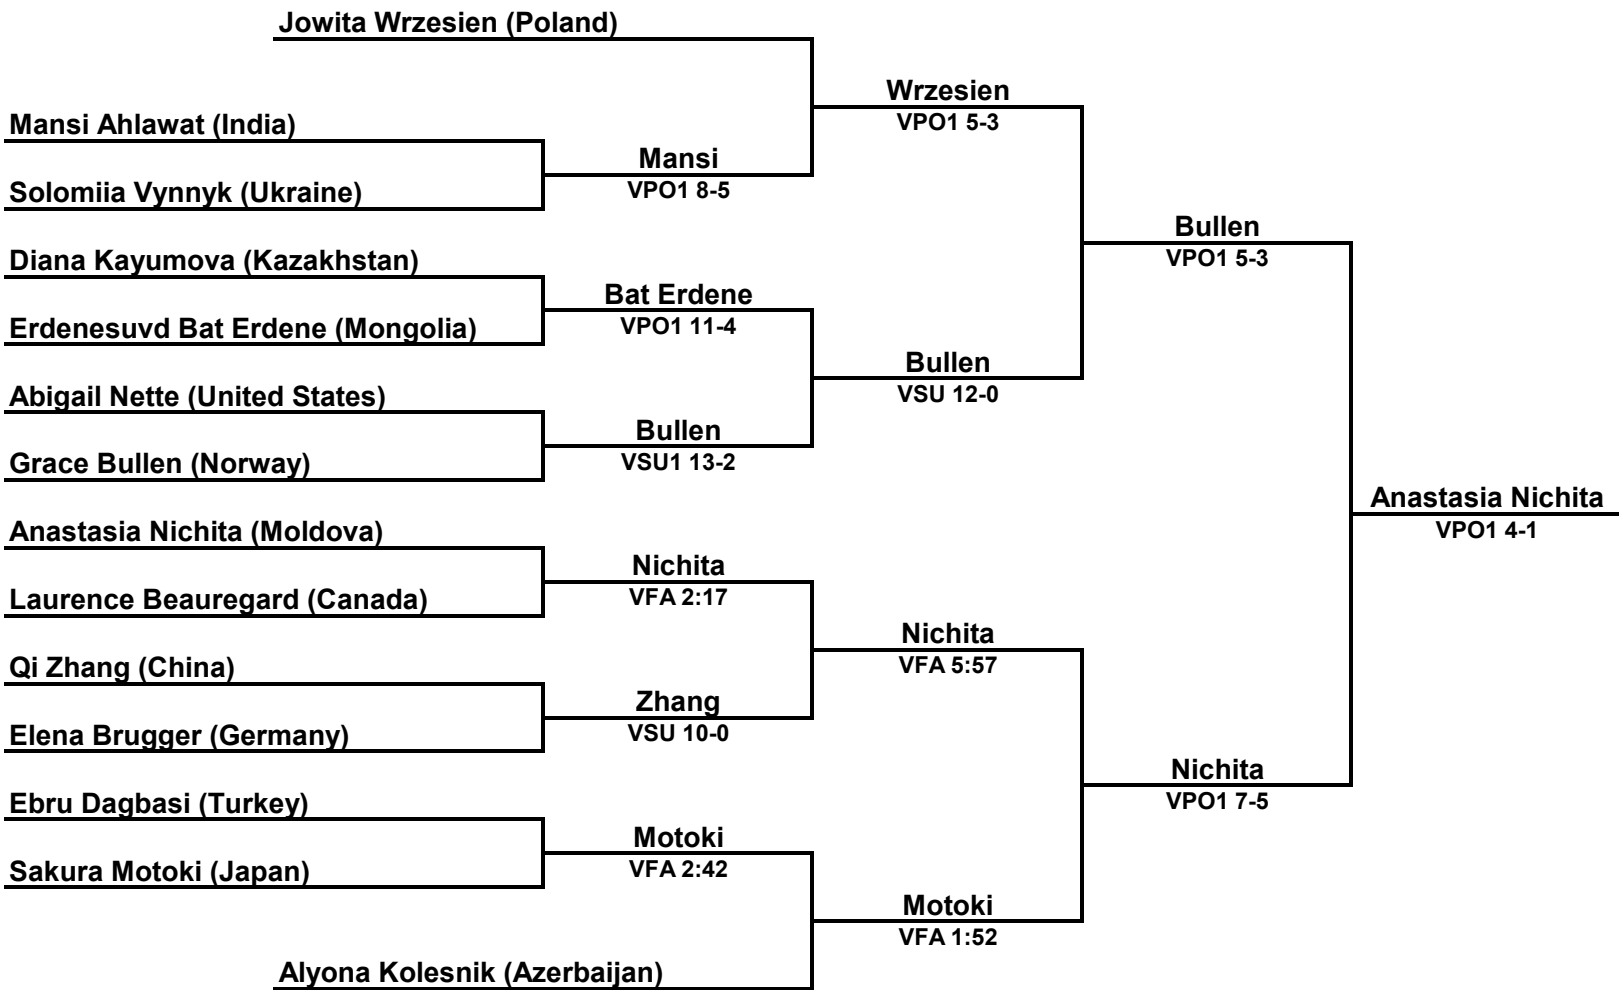 Jowita Wrzesien (Poland)
Wrzesien
VPO1 5-3
Mansi Ahlawat (India)
Mansi
VPO1 8-5
Solomiia Vynnyk (Ukraine)
Bullen
VPO1 5-3
Diana Kayumova (Kazakhstan)
Bat Erdene
VPO1 11-4
Erdenesuvd Bat Erdene (Mongolia)
Bullen
VSU 12-0
Abigail Nette (United States)
Bullen
VSU1 13-2
Grace Bullen (Norway)
Anastasia Nichita
VPO1 4-1
Anastasia Nichita (Moldova)
Nichita
VFA 2:17
Laurence Beauregard (Canada)
Nichita
VFA 5:57
Qi Zhang (China)
Zhang
VSU 10-0
Elena Brugger (Germany)
Nichita
VPO1 7-5
Ebru Dagbasi (Turkey)
Motoki
VFA 2:42
Sakura Motoki (Japan)
Motoki
VFA 1:52
Alyona Kolesnik (Azerbaijan)